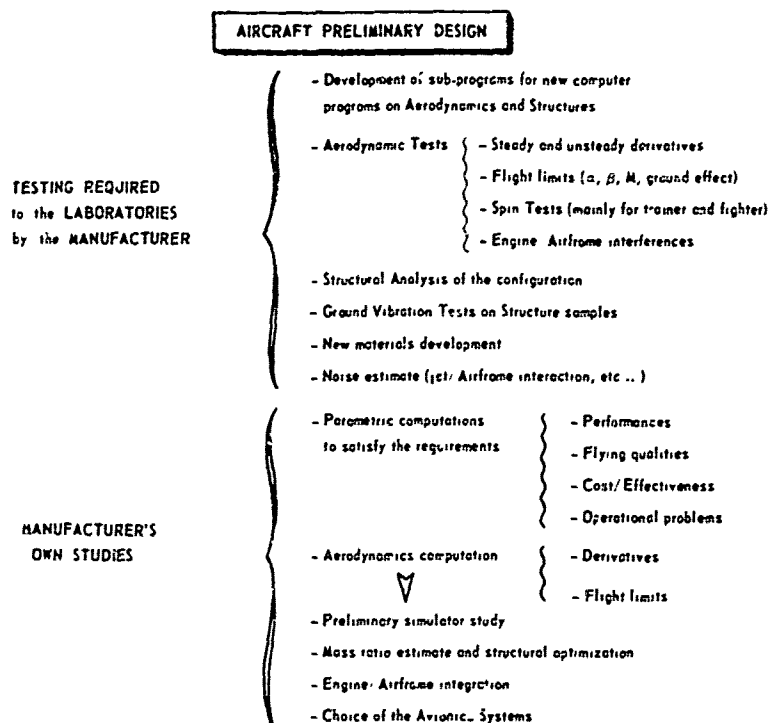 AIRCRAFT PRELIMINARY DESIGN
TESTING REQUIRED
to the LABORATORIES
by the MANUFACTURER
- Development of sub-programs for new computer
programs on Aerodynamics and Structures
- Aerodynamic Tests
- Steady and unsteady derivatives
- Flight limits (α, β, M, ground effect)
- Spin Tests (mainly for trainer and fighter)
- Engine Airframe interferences
- Structural Analysis of the configuration
- Ground Vibration Tests on Structure samples
- New materials development
- Noise estimate (jet/ Airframe interaction, etc .. )
MANUFACTURER'S
OWN STUDIES
- Parametric computations
to satisfy the requirements
- Performances
- Flying qualities
- Cost/ Effectiveness
- Operational problems
- Aerodynamics computation
- Derivatives
- Flight limits
- Preliminary simulator study
- Mass ratio estimate and structural optimization
- Engine- Airframe integration
- Choice of the Avionic_ Systems